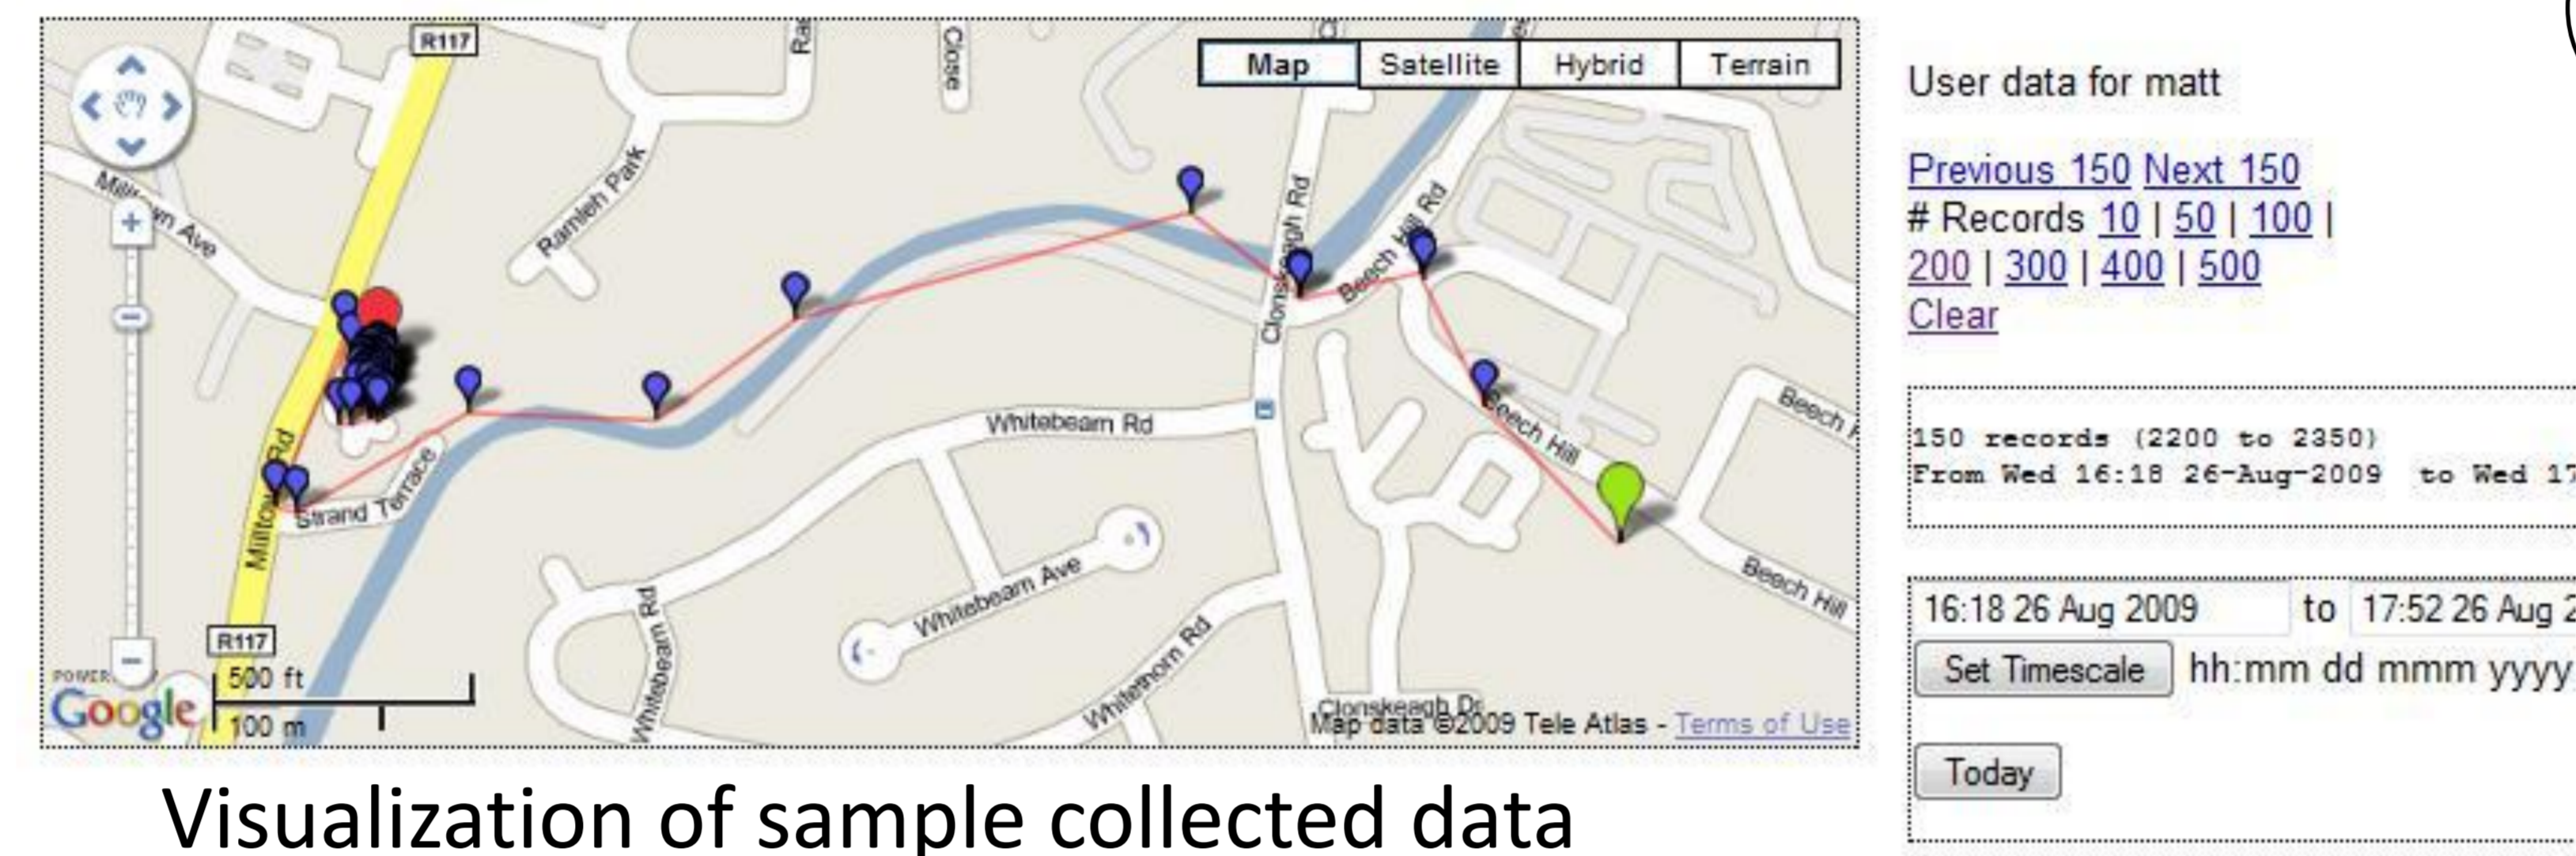 R117
Ra
Close
Cl
Map
Satellite
Hybrid
Terrain
Ramleh Park
Clonskeagh Rd
Beech Hill Rd
Beech Hill
Beech
Whitebeam Rd
Strand Terrace
Whitebeam Ave
Beech Hill
Whitebeam Rd
Whitethorn Rd
R117
500 ft
100 m
Google
Clonskeagh Dr
Map data ©2009 Tele Atlas - Terms of Use
Visualization of sample collected data
User data for matt
Previous 150 Next 150
# Records 10 | 50 | 100 |
200 | 300 | 400 | 500
Clear
150 records (2200 to 2350)
From Wed 16:18 26-Aug-2009 to Wed 17
16:18 26 Aug 2009 to 17:52 26 Aug 2
Set Timescale hh:mm dd mmm yyyy
Today